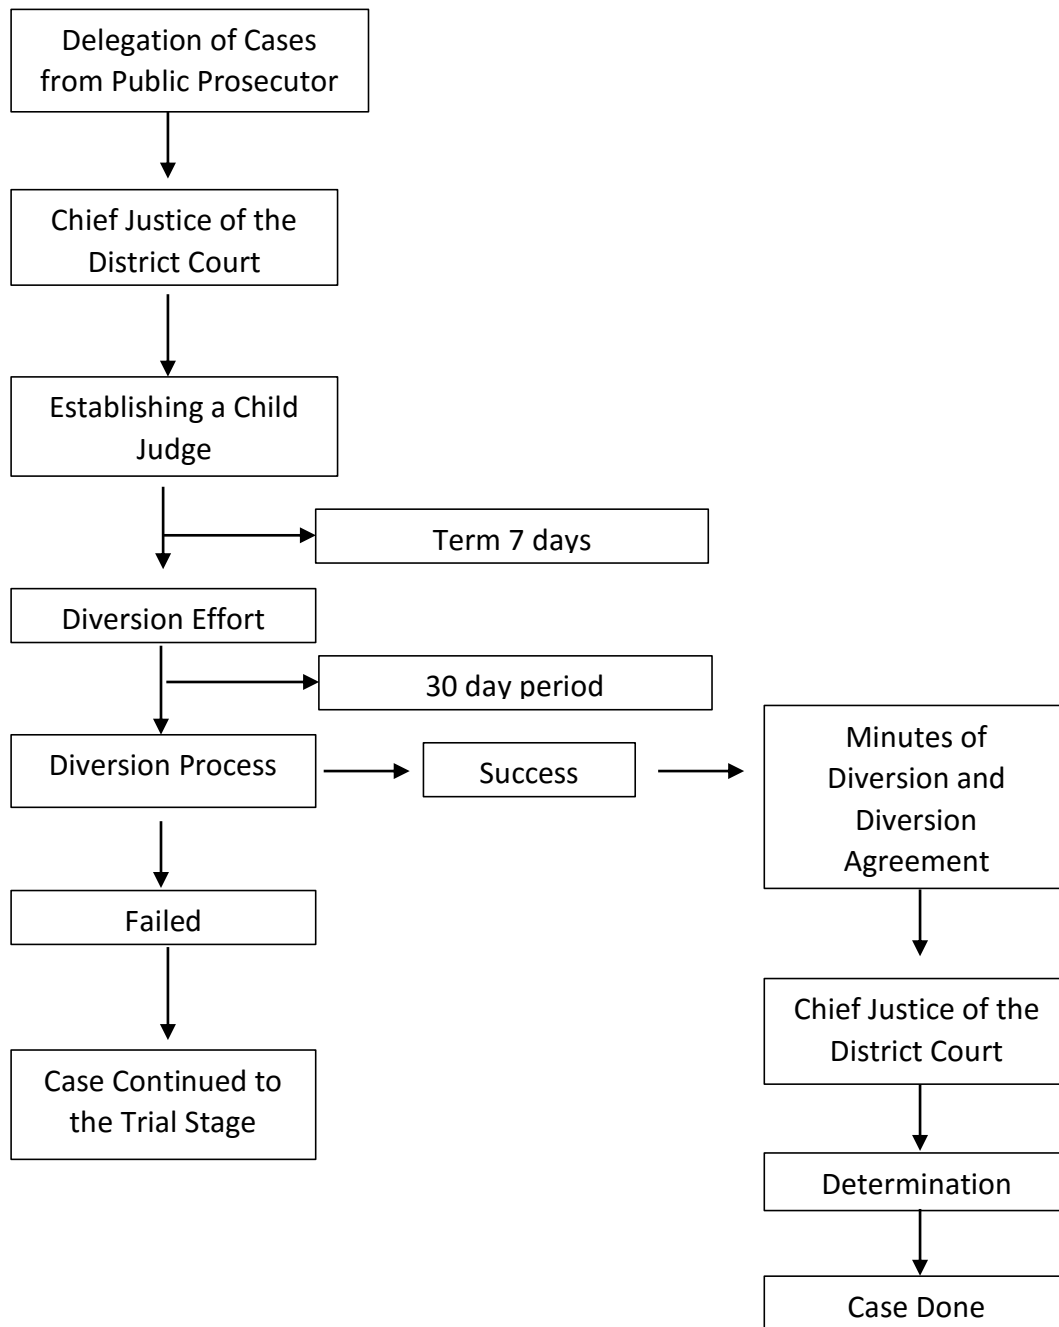 Delegation of Cases
from Public Prosecutor
Chief Justice of the
District Court
Establishing a Child
Judge
Term 7 days
Diversion Effort
30 day period
Diversion Process
Success
Minutes of
Diversion and
Diversion
Agreement
Failed
Chief Justice of the
District Court
Case Continued to
the Trial Stage
Determination
Case Done